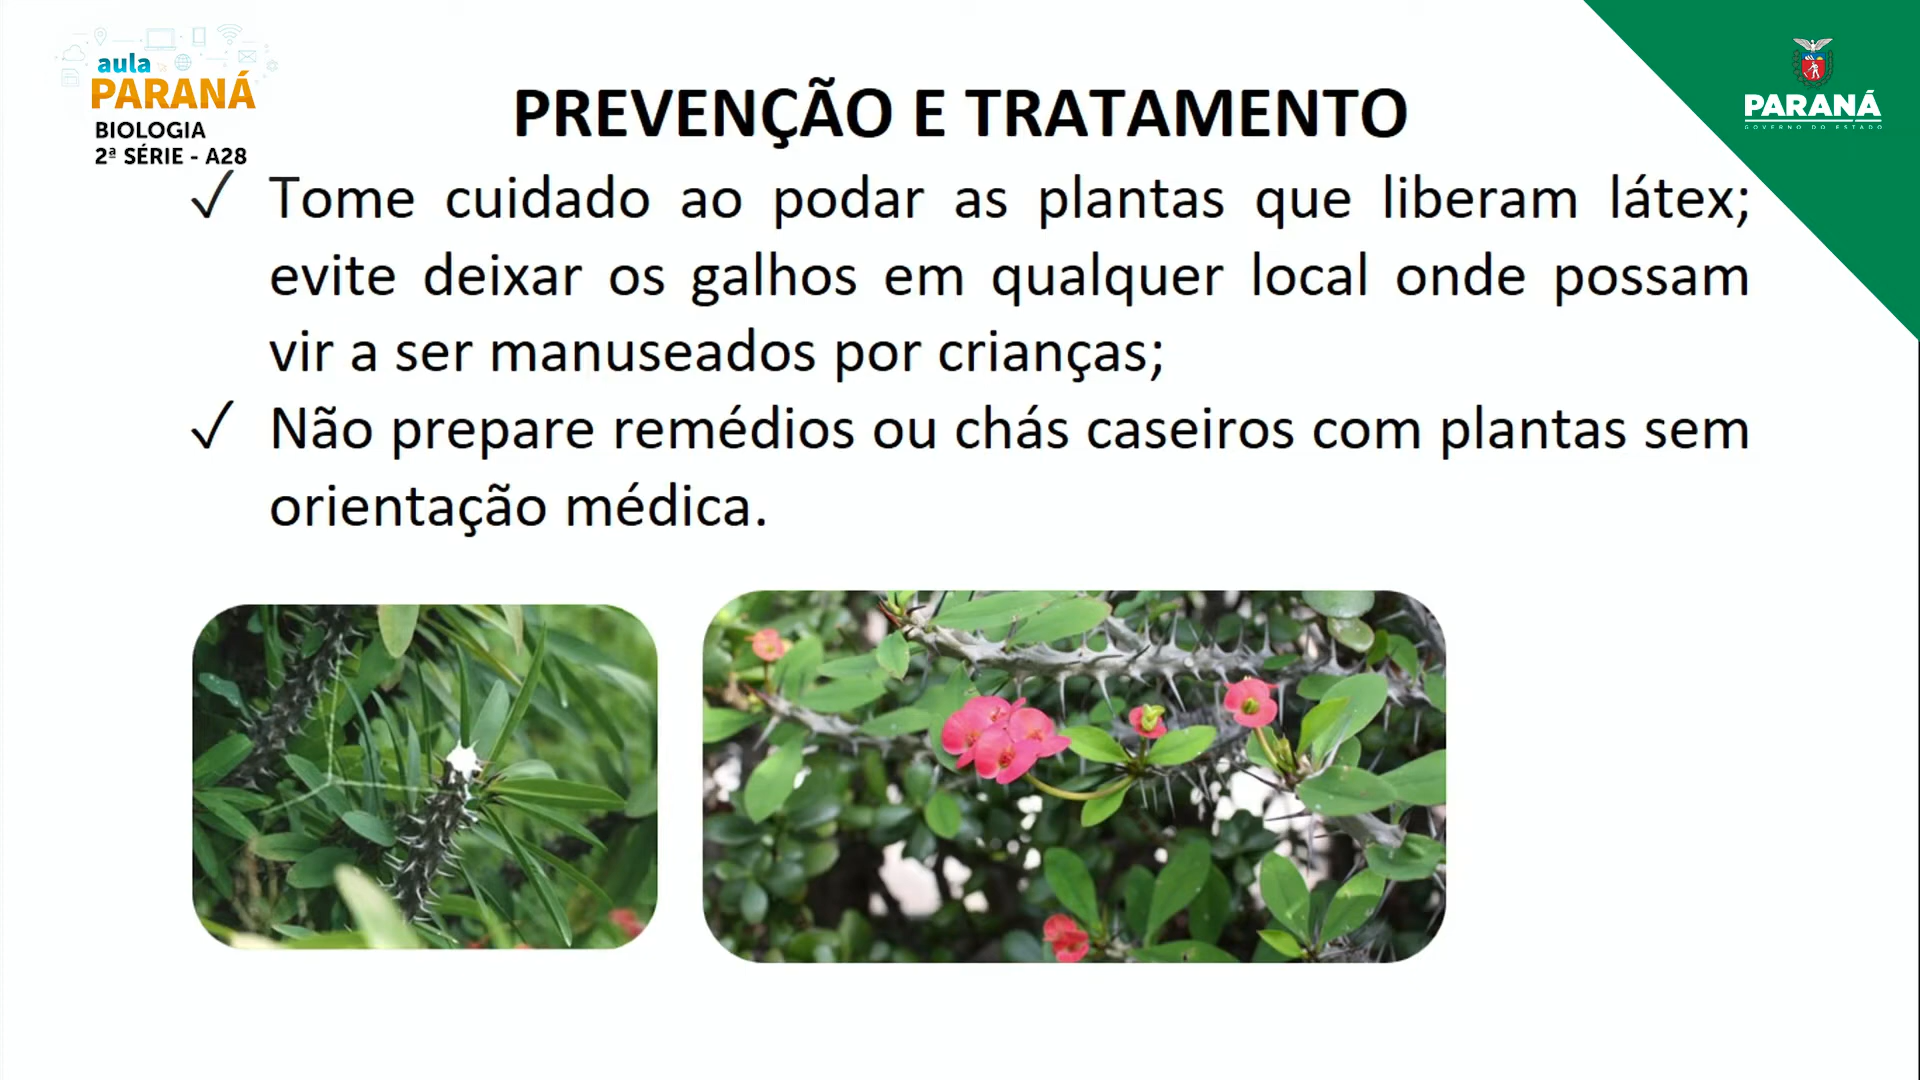 aula
PARANÁ
BIOLOGIA
2ª SÉRIE - A28
PARANÁ
GOVERNO DO ESTADO
PREVENÇÃO E TRATAMENTO
✓ Tome cuidado ao podar as plantas que liberam látex;
evite deixar os galhos em qualquer local onde possam
vir a ser manuseados por crianças;
✓ Não prepare remédios ou chás caseiros com plantas sem
orientação médica.